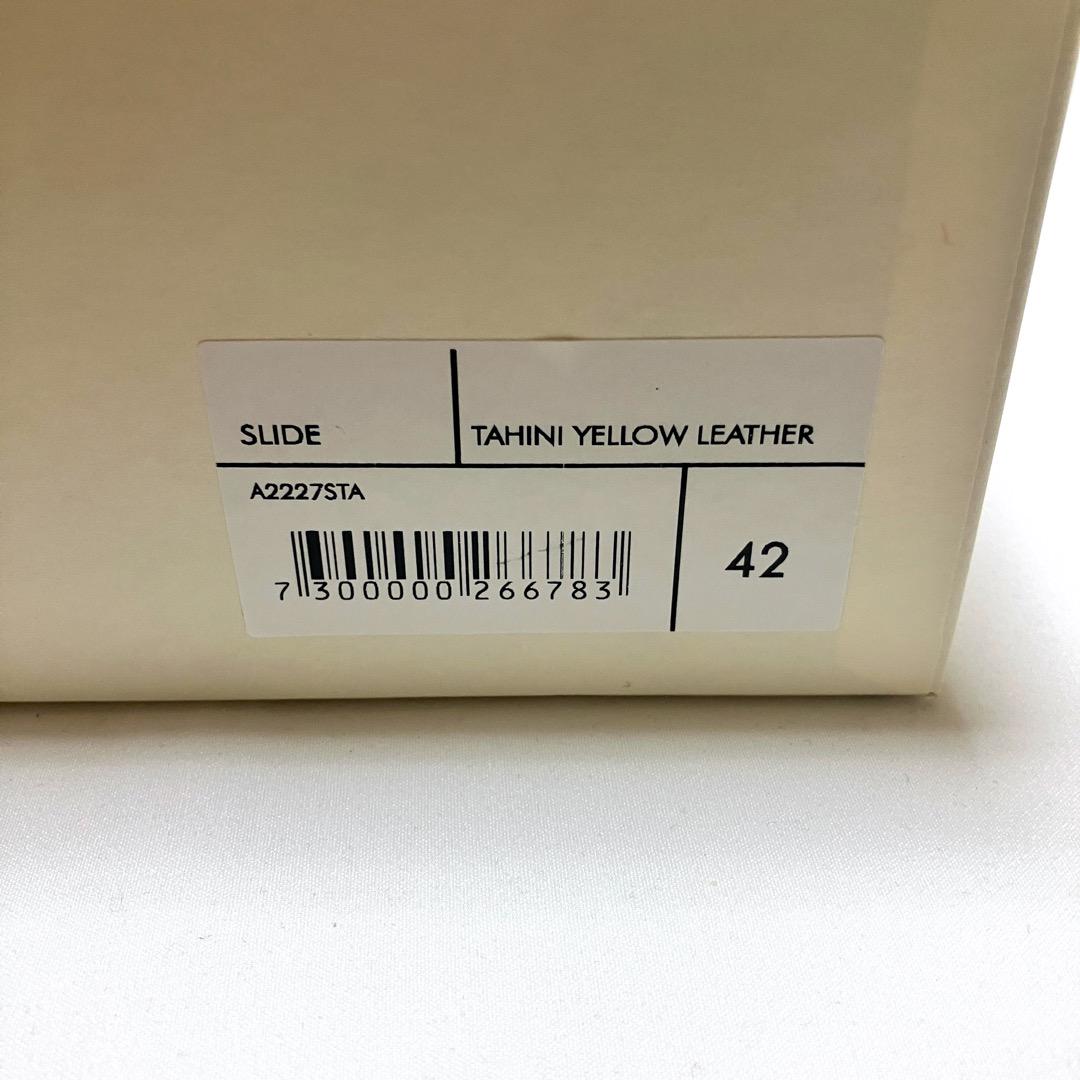 SLIDE
TAHINI YELLOW LEATHER
A2227STA
7 300000 266783
42